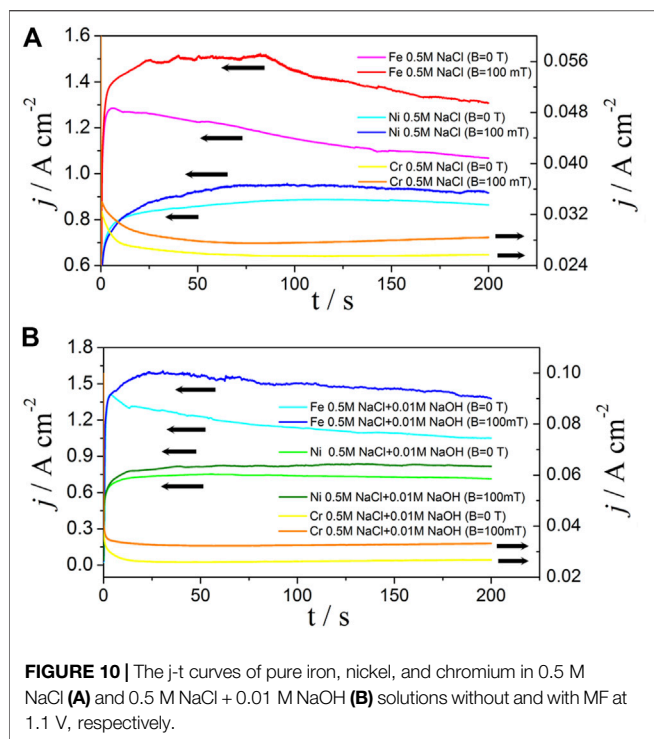 A
j / A cm-2
1.6
1.4
1.2
1.0
0.8
0.6
Fe 0.5M NaCl (B=0 T)
Fe 0.5M NaCl (B=100 mT)
Ni 0.5M NaCl (B=0 T)
Ni 0.5M NaCl (B=100 mT)
Cr 0.5M NaCl (B=0 T)
Cr 0.5M NaCl (B=100 mT)
0.056
0.048
0.040
0.032
0.024
j / A cm-2
0 50 100 150 200
t / s
B
j / A cm-2
1.8
1.5
1.2
0.9
0.6
0.3
0.0
Fe 0.5M NaCl+0.01M NaOH (B=0 T)
Fe 0.5M NaCl+0.01M NaOH (B=100mT)
Ni 0.5M NaCl+0.01M NaOH (B=0 T)
Ni 0.5M NaCl+0.01M NaOH (B=100mT)
Cr 0.5M NaCl+0.01M NaOH (B=0 T)
Cr 0.5M NaCl+0.01M NaOH (B=100mT)
0.10
0.08
0.06
0.04
0.02
j / A cm-2
0 50 100 150 200
t / s
FIGURE 10 | The j-t curves of pure iron, nickel, and chromium in 0.5 M
NaCl (A) and 0.5 M NaCl + 0.01 M NaOH (B) solutions without and with MF at
1.1 V, respectively.